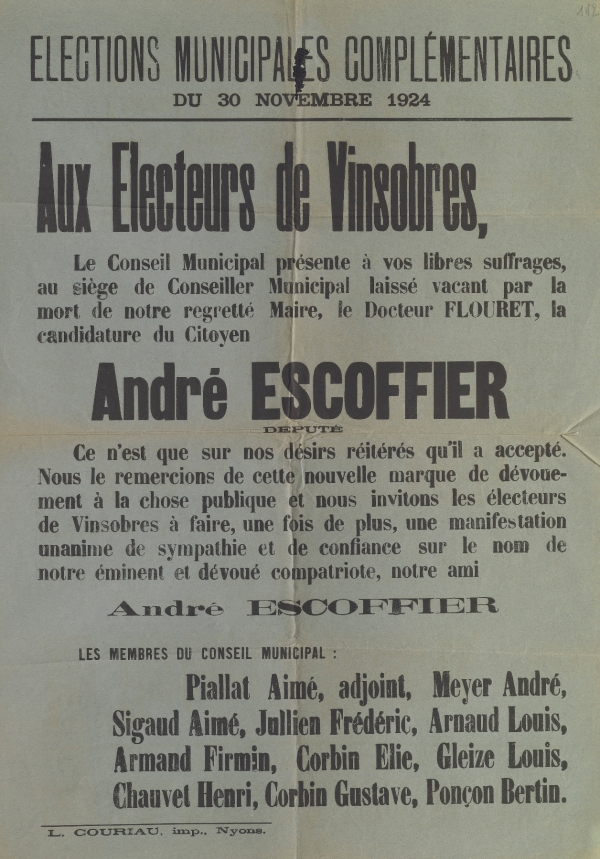 ELECTIONS MUNICIPALES COMPLÉMENTAIRES
DU 30 NOVEMBRE 1924
Aux Electeurs de Vinsobres,
Le Conseil Municipal présente à vos libres suffrages,
au siège de Conseiller Municipal laissé vacant par la
mort de notre regretté Maire, le Docteur FLOURET, la
candidature du Citoyen
André ESCOFFIER
DEPUTÉ
Ce n'est que sur nos désirs réitérés qu'il a accepté.
Nous le remercions de cette nouvelle marque de dévoue-
ment à la chose publique et nous invitons les électeurs
de Vinsobres à faire, une fois de plus, une manifestation
unanime de sympathie et de confiance sur le nom de
notre éminent et dévoué compatriote, notre ami
André ESCOFFIER
LES MEMBRES DU CONSEIL MUNICIPAL :
Piallat Aimé, adjoint, Meyer André,
Sigaud Aimé, Jullien Frédéric, Arnaud Louis,
Armand Firmin, Corbin Elie, Gleize Louis,
Chauvet Henri, Corbin Gustave, Ponçon Bertin.
L. COURIAU, imp., Nyons.